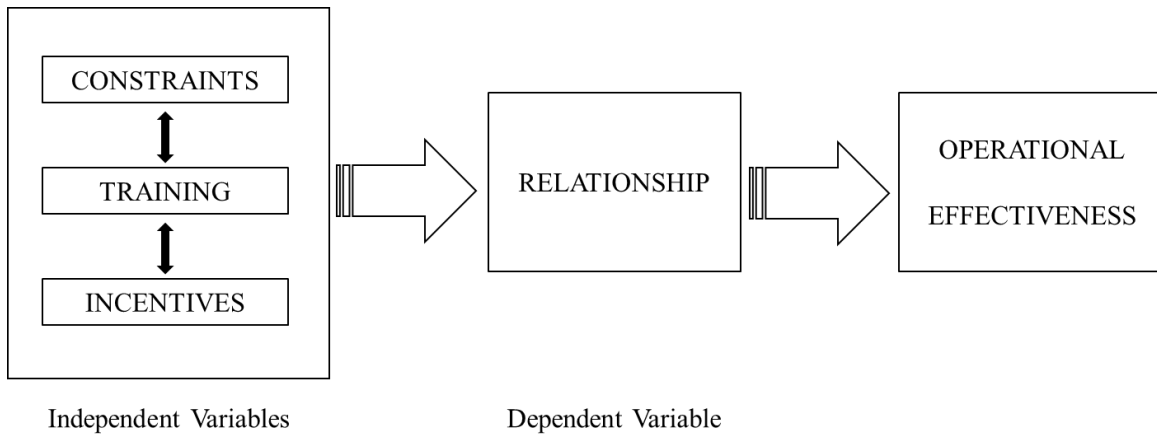 CONSTRAINTS
TRAINING
INCENTIVES
RELATIONSHIP
OPERATIONAL
EFFECTIVENESS
Independent Variables
Dependent Variable